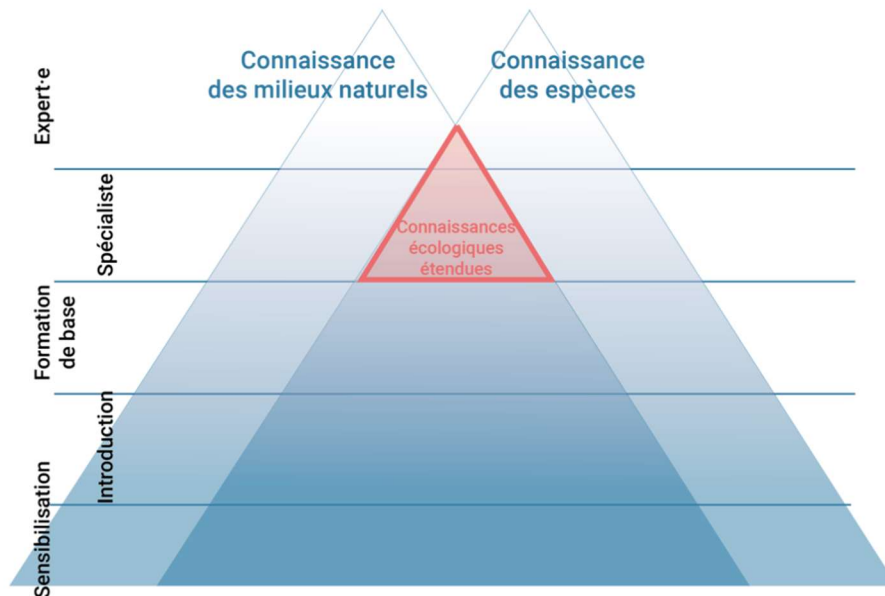 Connaissance
des milieux naturels
Connaissance
des espèces
Expert·e
Spécialiste
Connaissances
écologiques
étendues
Formation
de base
Introduction
Sensibilisation